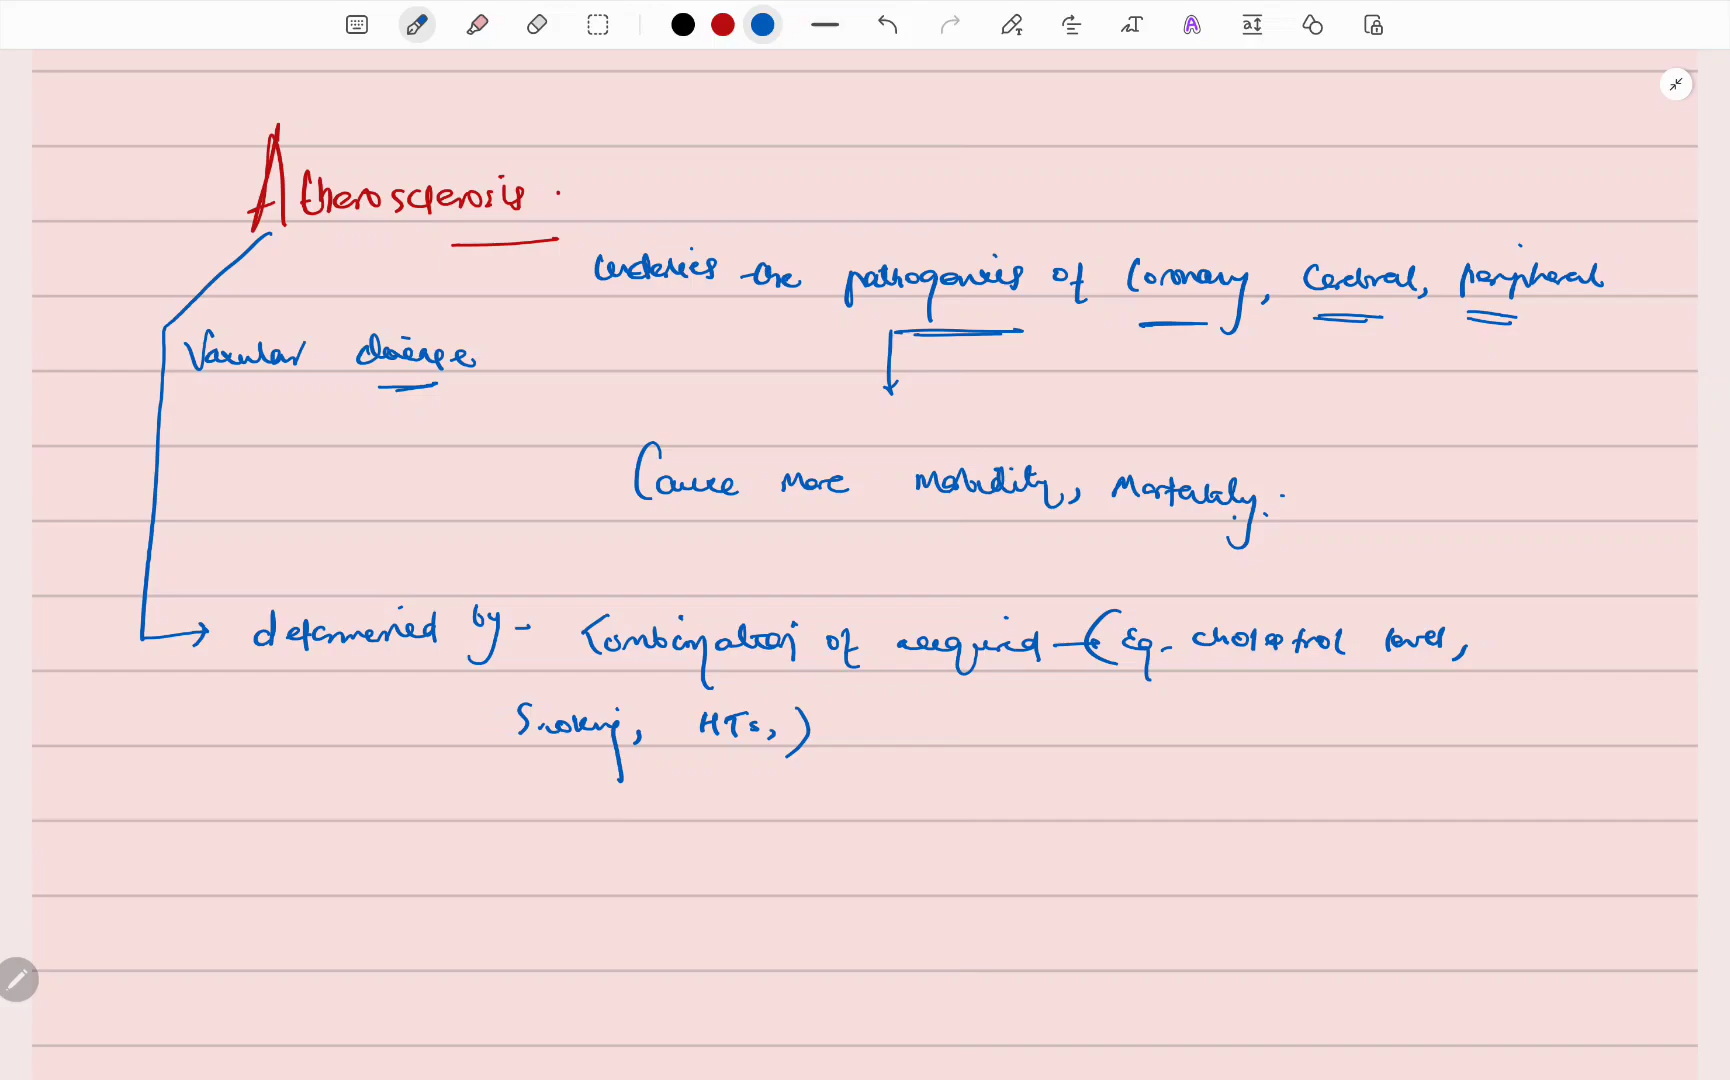 Atherosclerosis.
underlies the pathogenies of Coronary, Cerebral, peripheral
Vascular disease
Cause more morbidity, Mortality.
determined by - Combination of acquired → (Eg. cholesterol level,
Smoking, HTs,)